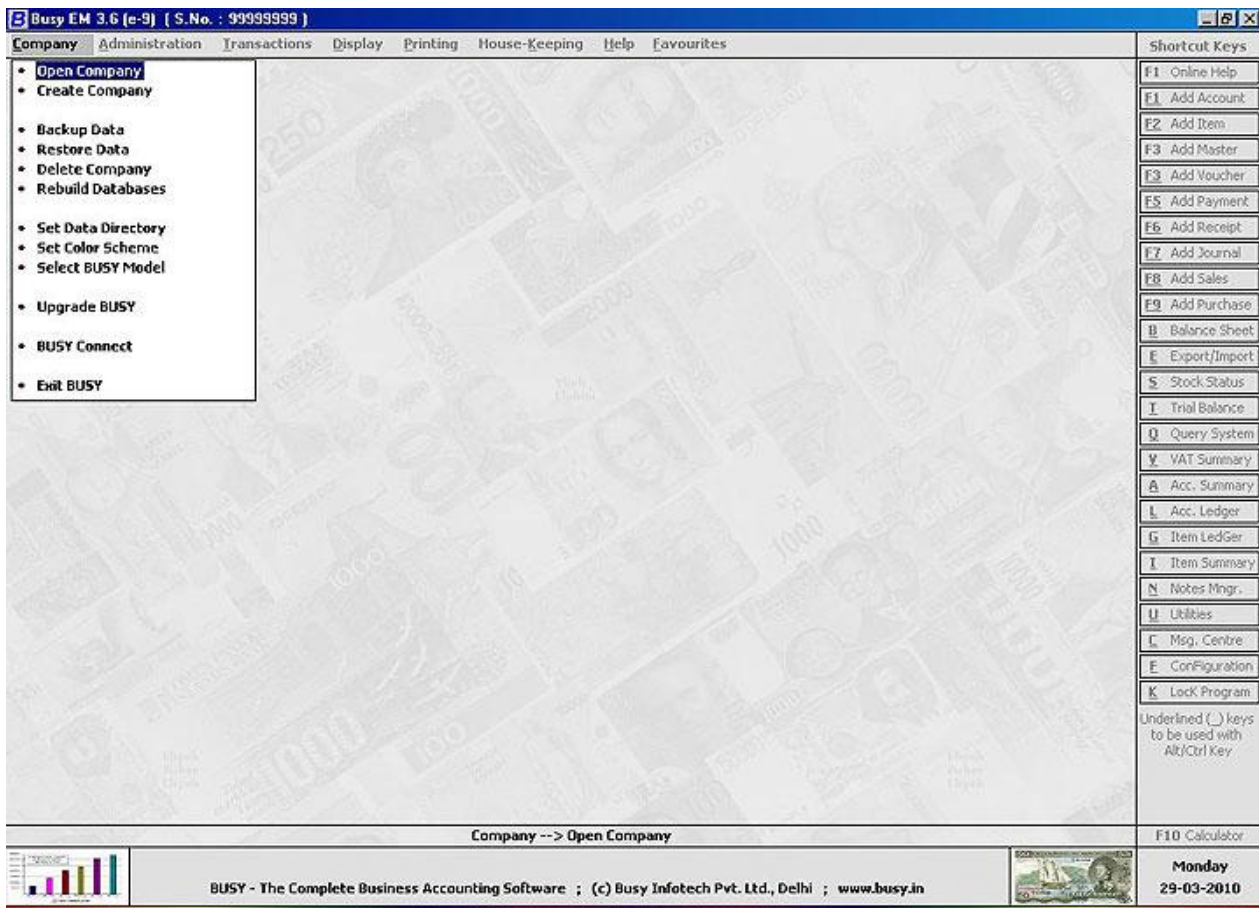 Busy EM 3.6 (e-9) ( S.No. : 99999999 )
Company Administration Transactions Display Printing House-Keeping Help Favourites
Shortcut Keys
Open Company
Create Company
Backup Data
Restore Data
Delete Company
Rebuild Databases
Set Data Directory
Set Color Scheme
Select BUSY Model
Upgrade BUSY
BUSY Connect
Exit BUSY
F1 Online Help
F1 Add Account
F2 Add Item
F3 Add Master
F3 Add Voucher
F5 Add Payment
F6 Add Receipt
F7 Add Journal
F8 Add Sales
F9 Add Purchase
B Balance Sheet
E Export/Import
S Stock Status
T Trial Balance
Q Query System
V VAT Summary
A Acc. Summary
L Acc. Ledger
G Item LedGer
I Item Summary
N Notes Mngr.
U Utilities
C Msg. Centre
F ConFiguration
K LocK Program
Underlined (_) keys
to be used with
Alt/Ctrl Key
Company --> Open Company
F10 Calculator
BUSY - The Complete Business Accounting Software ; (c) Busy Infotech Pvt. Ltd., Delhi ; www.busy.in
Monday
29-03-2010